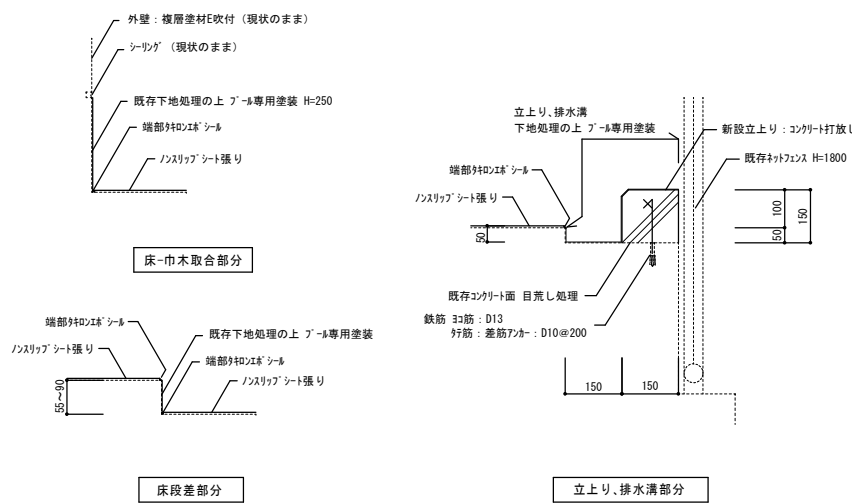 外壁：複層塗材E吹付（現状のまま）
シーリング（現状のまま）
既存下地処理の上 プール専用塗装 H=250
端部タキロンエポシール
ノンスリップシート張り
床-巾木取合部分
端部タキロンエポシール
ノンスリップシート張り
既存下地処理の上 プール専用塗装
端部タキロンエポシール
ノンスリップシート張り
55～90
床段差部分
立上り、排水溝
下地処理の上 プール専用塗装
新設立上り：コンクリート打放し
既存ネットフェンス H=1800
端部タキロンエポシール
ノンスリップシート張り
50
100
50
150
既存コンクリート面 目荒し処理
鉄筋 ヨコ筋：D13
タテ筋：差筋アンカー：D10@200
150
150
立上り、排水溝部分